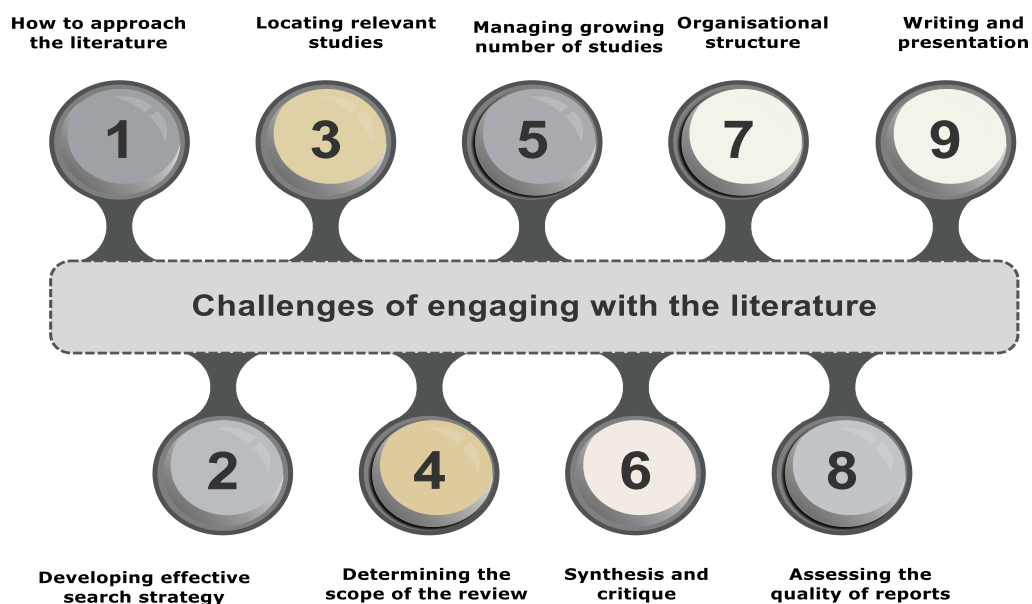 How to approach
the literature
Locating relevant
studies
Managing growing
number of studies
Organisational
structure
Writing and
presentation
1
3
5
7
9
Challenges of engaging with the literature
2
4
6
8
Developing effective
search strategy
Determining the
scope of the review
Synthesis and
critique
Assessing the
quality of reports